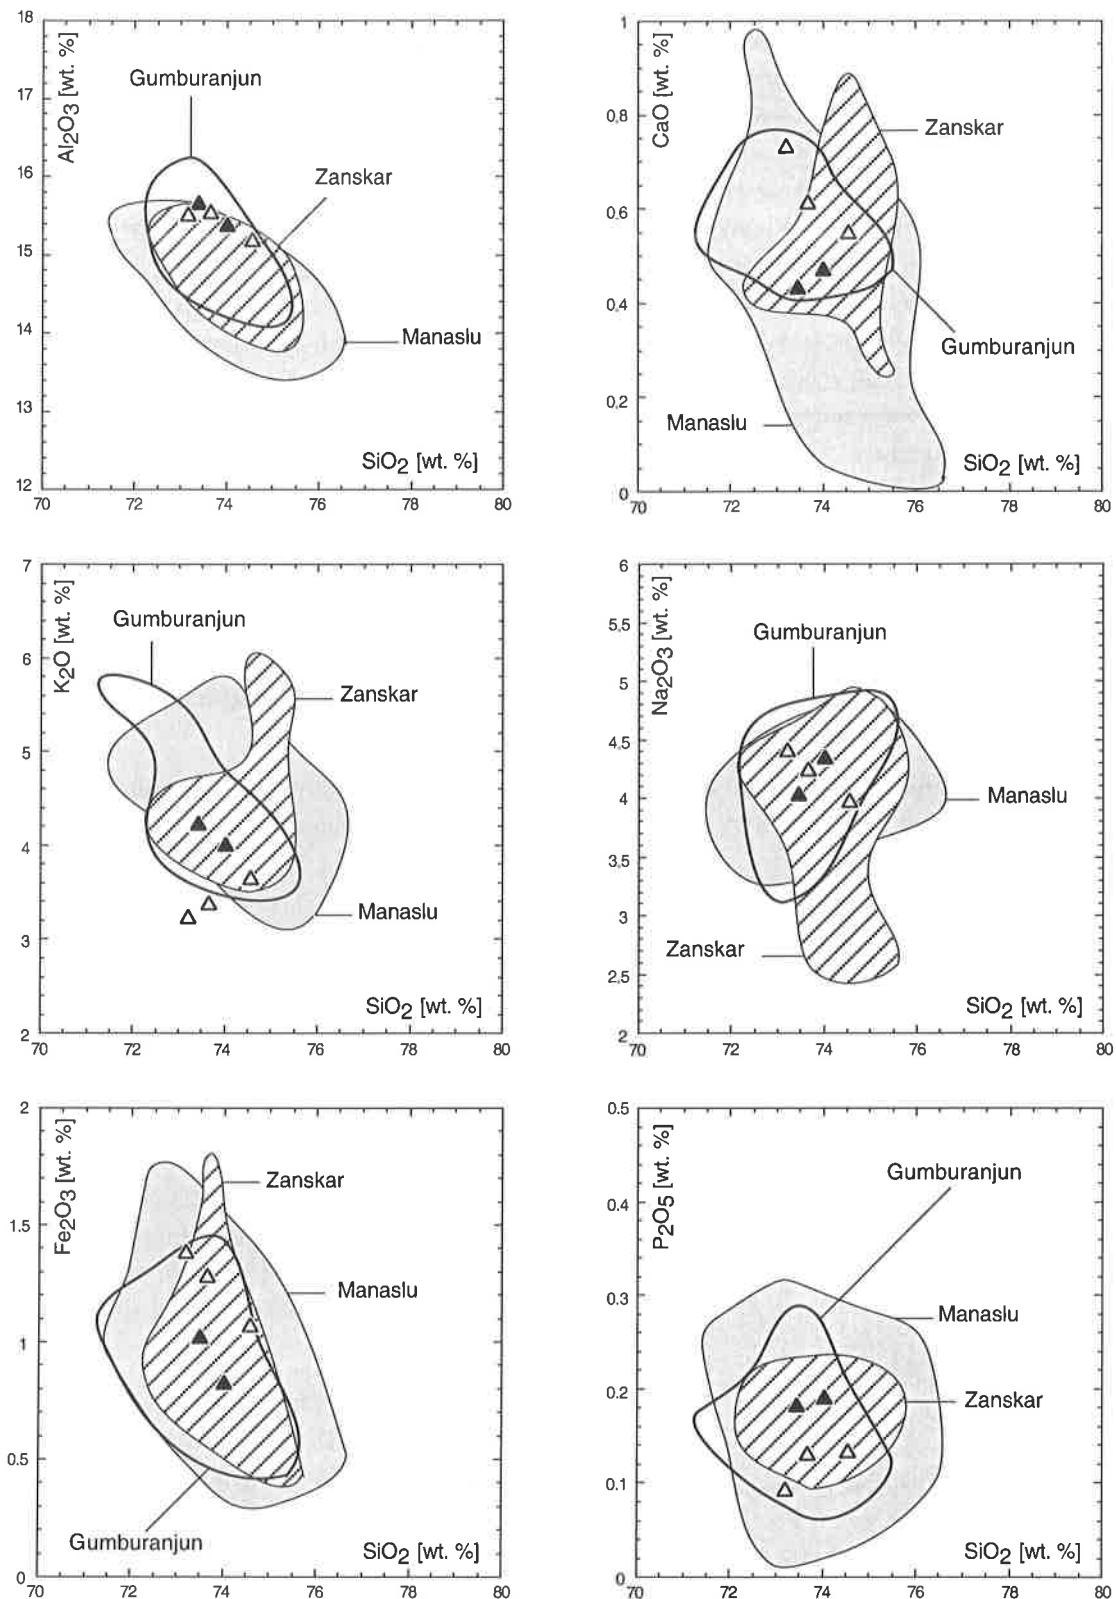 18
17
16
15
14
13
12
Al2O3 [wt. %]
Gumburanjun
Zanskar
Manaslu
SiO2 [wt. %]
70 72 74 76 78 80
1
0,8
0,6
0,4
0,2
0
CaO [wt. %]
Zanskar
Gumburanjun
Manaslu
SiO2 [wt. %]
70 72 74 76 78 80
7
6
5
4
3
2
K2O [wt. %]
Gumburanjun
Zanskar
Manaslu
SiO2 [wt. %]
70 72 74 76 78 80
6
5,5
5
4,5
4
3,5
3
2,5
2
Na2O3 [wt. %]
Gumburanjun
Manaslu
Zanskar
SiO2 [wt. %]
70 72 74 76 78 80
2
1.5
1
0.5
0
Fe2O3 [wt. %]
Zanskar
Manaslu
Gumburanjun
SiO2 [wt. %]
70 72 74 76 78 80
0.5
0.4
0.3
0.2
0.1
0
P2O5 [wt. %]
Gumburanjun
Manaslu
Zanskar
SiO2 [wt. %]
70 72 74 76 78 80